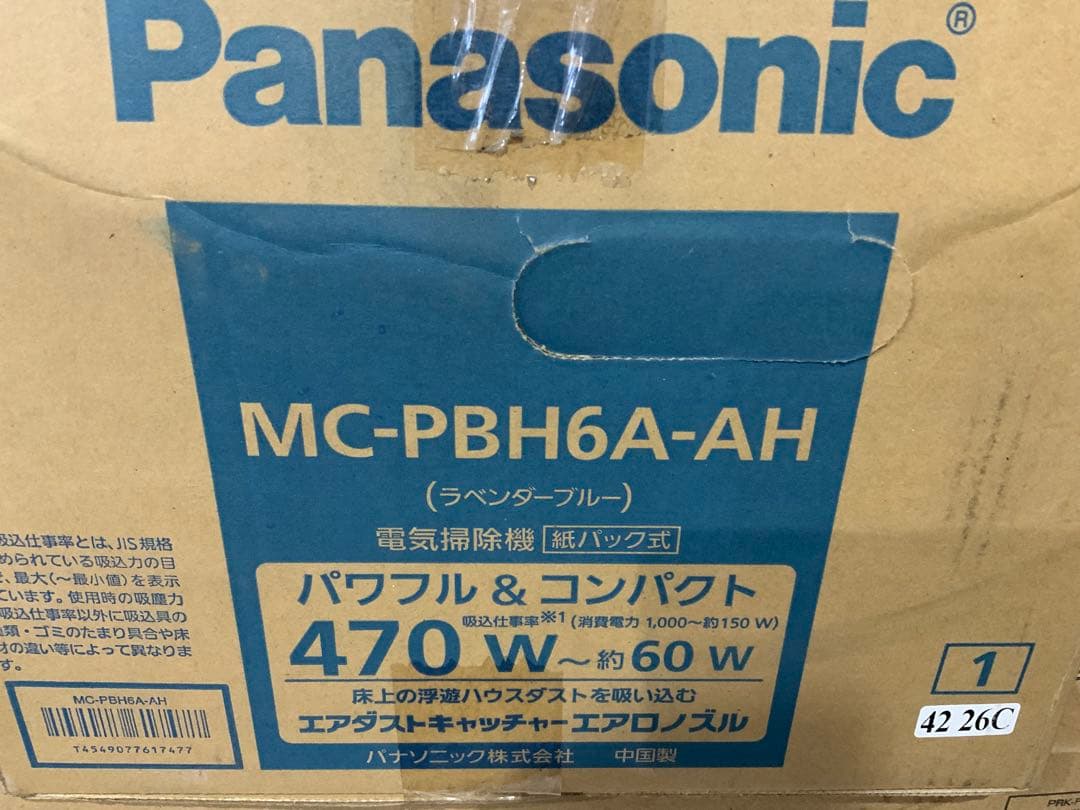 Panasonic®
MC-PBH6A-AH
(ラベンダーブルー)
電気掃除機 紙パック式
パワフル & コンパクト
吸込仕事率※1 (消費電力 1,000〜約150 W)
470 W〜約60 W
床上の浮遊ハウスダストを吸い込む
エアダストキャッチャーエアロノズル
パナソニック株式会社 中国製
吸込仕事率とは、JIS規格
められている吸込力の目
、最大(〜最小値)を表示
ています。使用時の吸塵力
吸込仕事率以外に吸込具の
類・ゴミのたまり具合や床
の違い等によって異なりま
す。
MC-PBH6A-AH
T4549077617477
1
42 26C